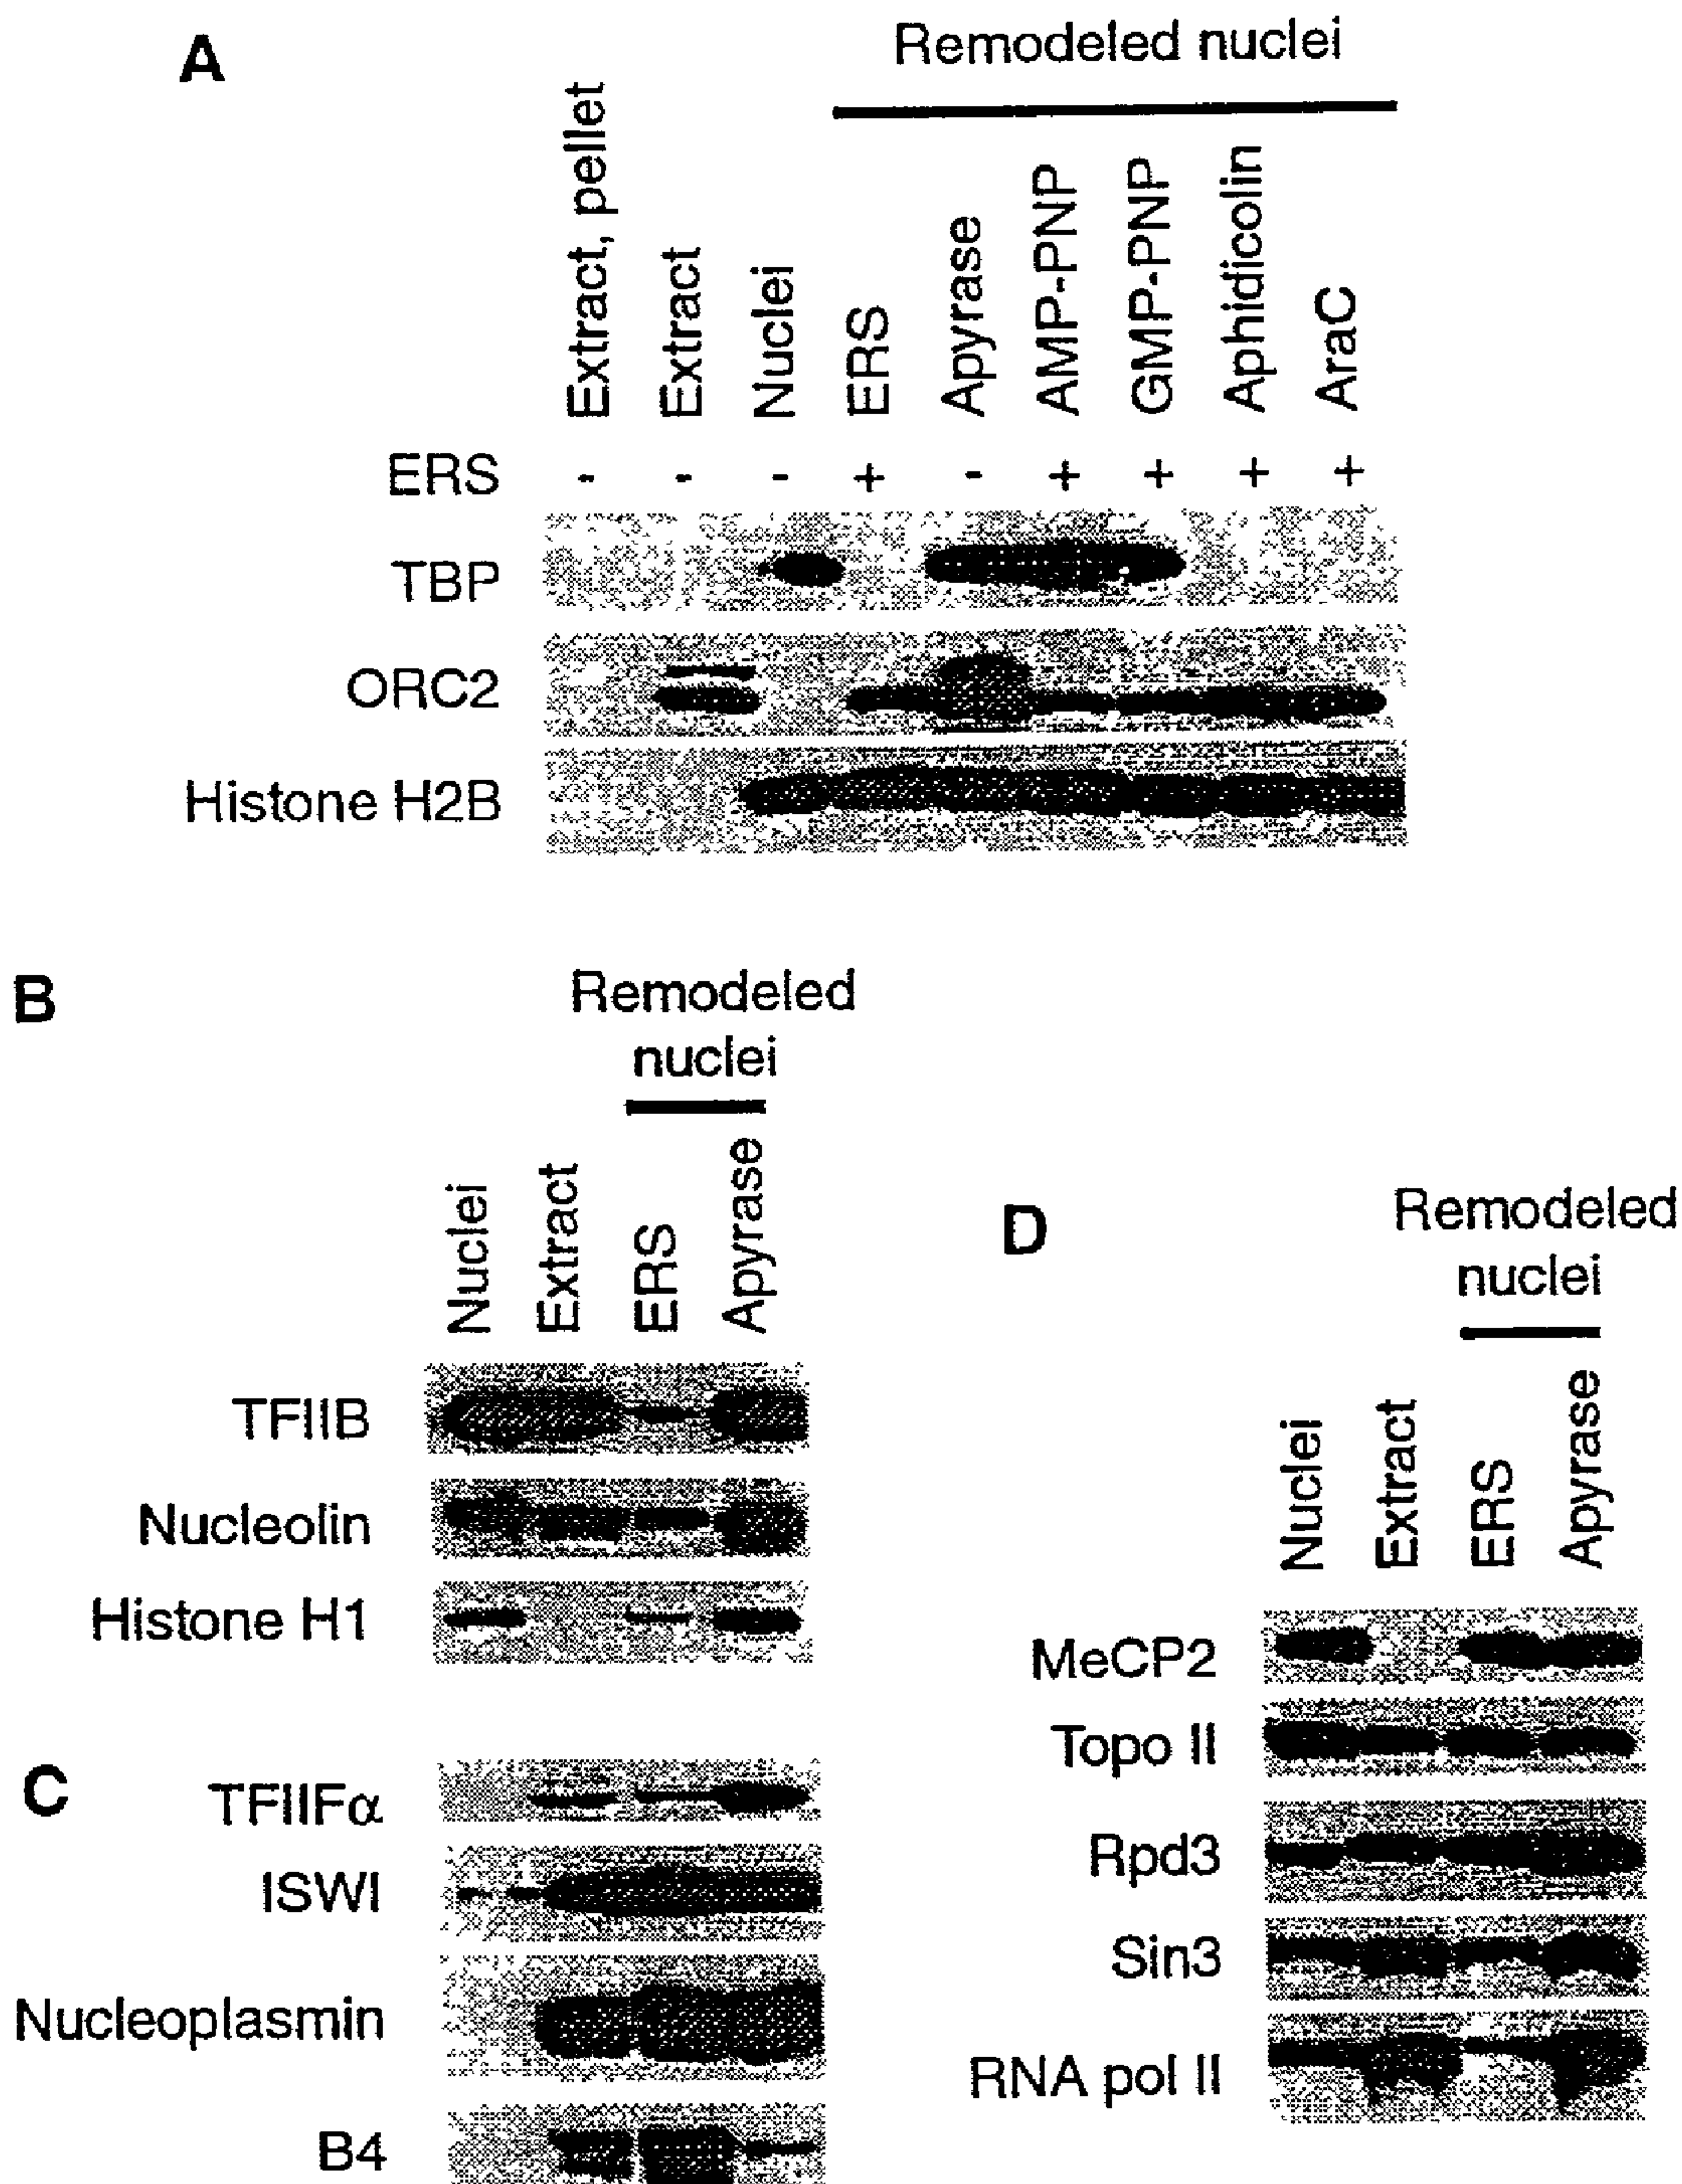 A
Remodeled nuclei
Extract, pellet
Extract
Nuclei
ERS
Apyrase
AMP-PNP
GMP-PNP
Aphidicolin
AraC
ERS - - - + - + + + +
TBP
ORC2
Histone H2B
B
Remodeled
nuclei
Nuclei
Extract
ERS
Apyrase
TFIIB
Nucleolin
Histone H1
C
TFIIFα
ISWI
Nucleoplasmin
B4
D
Remodeled
nuclei
Nuclei
Extract
ERS
Apyrase
MeCP2
Topo II
Rpd3
Sin3
RNA pol II